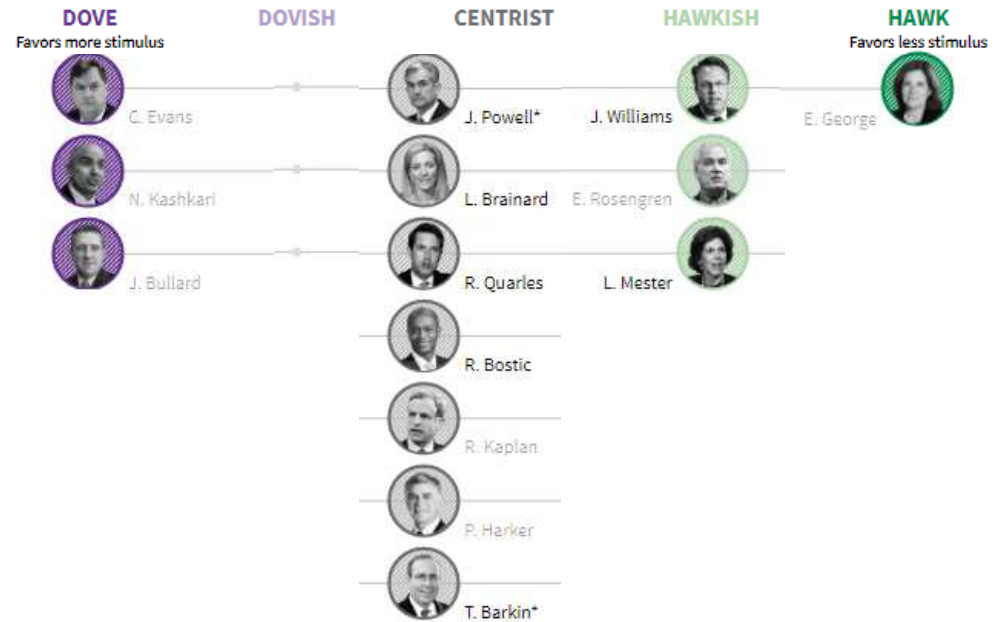 DOVE DOVISH CENTRIST HAWKISH HAWK
Favors more stimulus Favors less stimulus
C. Evans J. Powell* J. Williams E. George
N. Kashkari L. Brainard E. Rosengren
J. Bullard R. Quarles L. Mester
R. Bostic
R. Kaplan
P. Harker
T. Barkin*